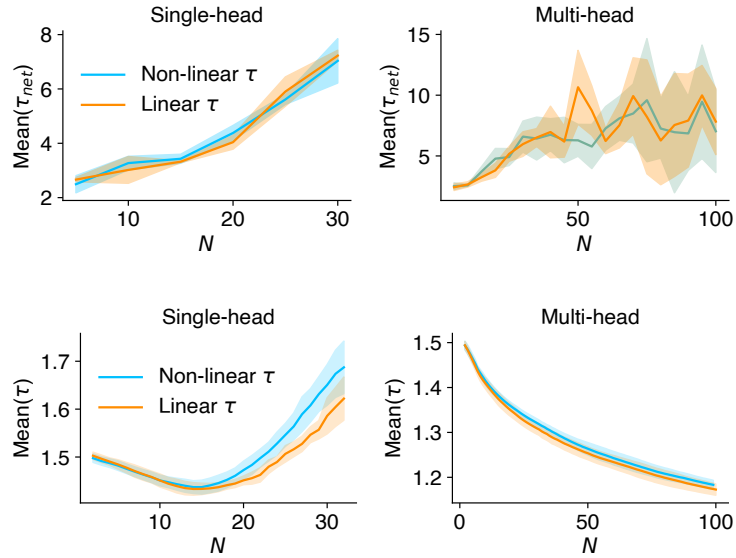 Single-head
Mean(τnet)
8
6
4
2
Non-linear τ
Linear τ
10
20
30
N
Multi-head
Mean(τnet)
15
10
5
50
100
N
Single-head
Mean(τ)
1.7
1.6
1.5
Non-linear τ
Linear τ
10
20
30
N
Multi-head
Mean(τ)
1.5
1.4
1.3
1.2
0
50
100
N